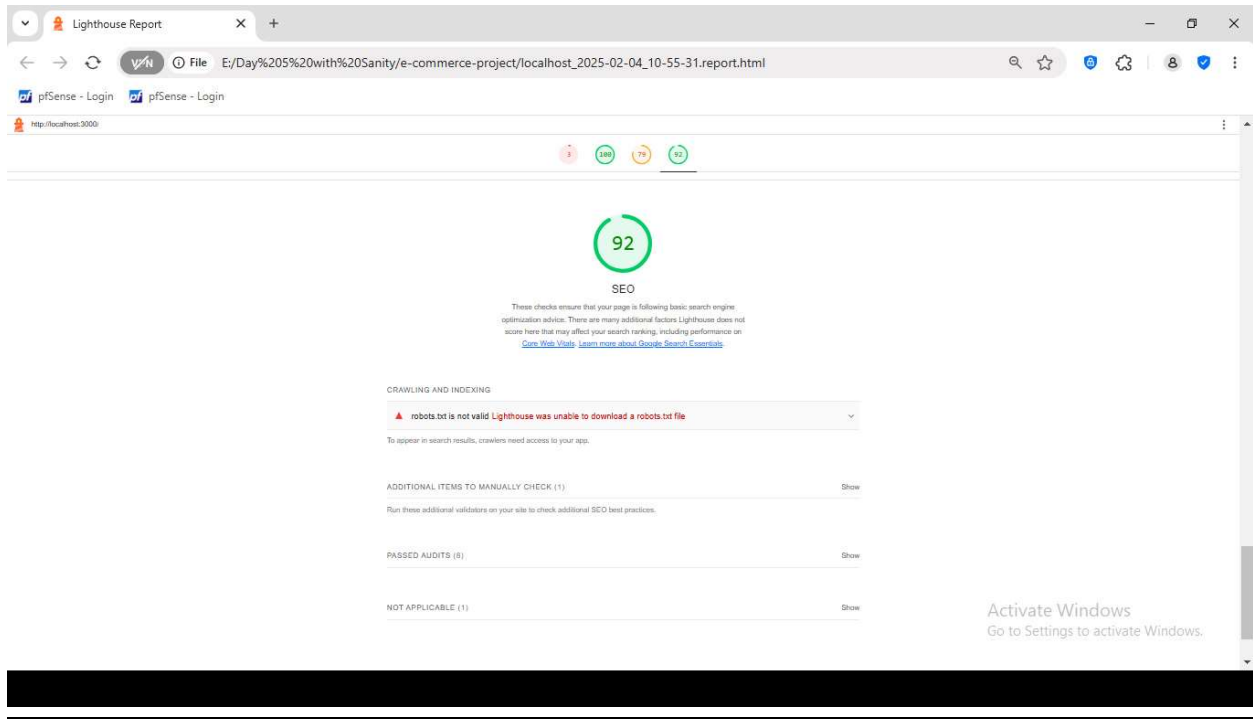 Lighthouse Report
VPN
File
E:/Day%205%20with%20Sanity/e-commerce-project/localhost_2025-02-04_10-55-31.report.html
pfSense - Login
pfSense - Login
http://localhost:3000/
3
100
79
92
92
SEO
These checks ensure that your page is following basic search engine
optimization advice. There are many additional factors Lighthouse does not
score here that may affect your search ranking, including performance on
Core Web Vitals. Learn more about Google Search Essentials.
CRAWLING AND INDEXING
robots.txt is not valid Lighthouse was unable to download a robots.txt file
To appear in search results, crawlers need access to your app.
ADDITIONAL ITEMS TO MANUALLY CHECK (1) Show
Run these additional validators on your site to check additional SEO best practices.
PASSED AUDITS (8) Show
NOT APPLICABLE (1) Show
Activate Windows
Go to Settings to activate Windows.